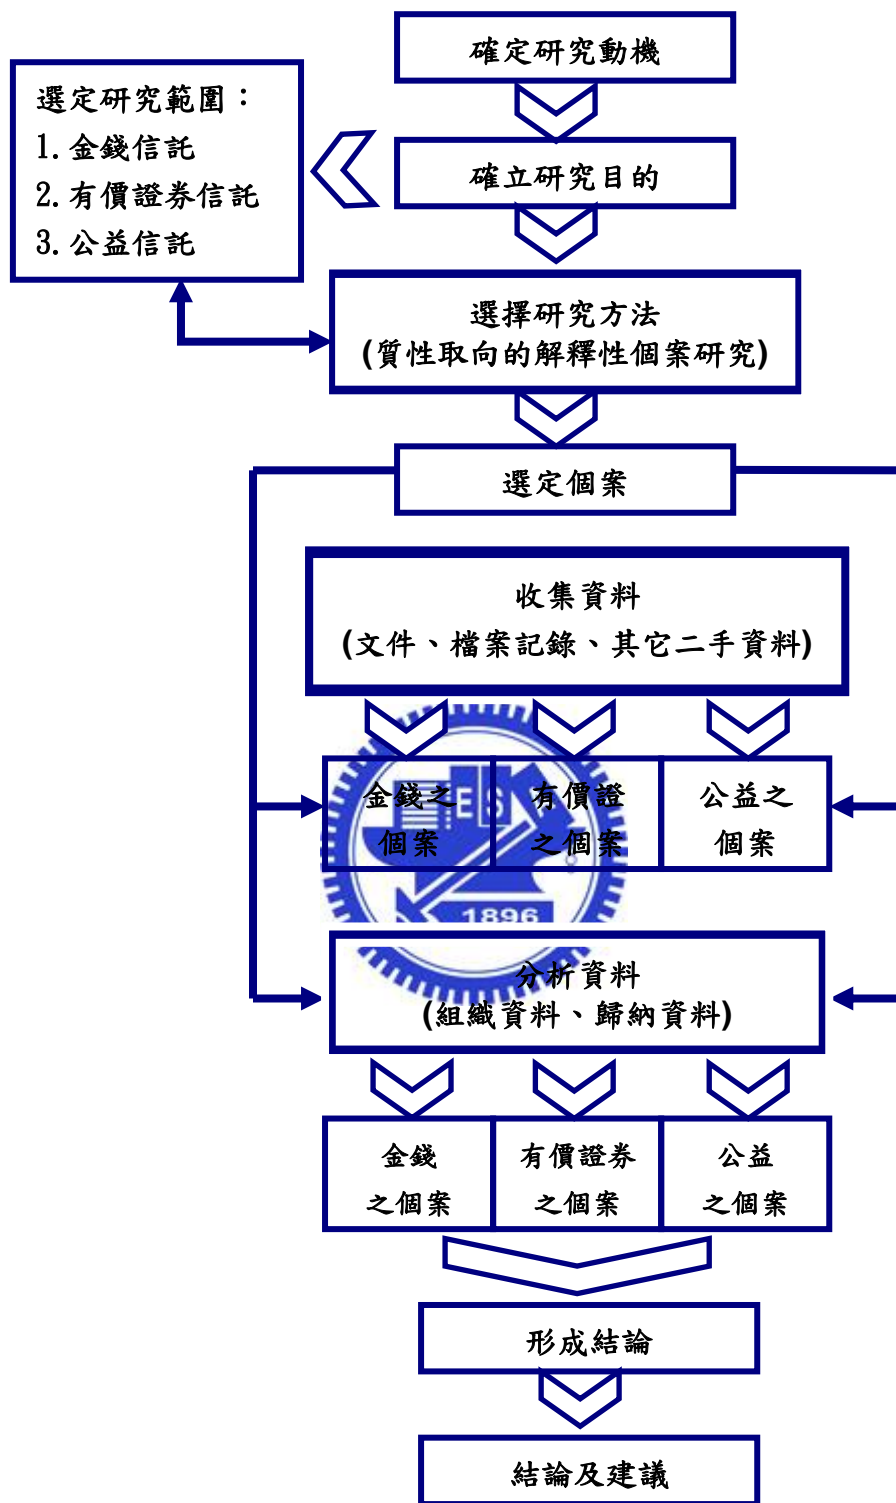 確定研究動機
選定研究範圍：
1. 金錢信託
2. 有價證券信託
3. 公益信託
確立研究目的
選擇研究方法
(質性取向的解釋性個案研究)
選定個案
收集資料
(文件、檔案記錄、其它二手資料)
金錢之
個案
有價證
之個案
公益之
個案
ES
1896
分析資料
(組織資料、歸納資料)
金錢
之個案
有價證券
之個案
公益
之個案
形成結論
結論及建議